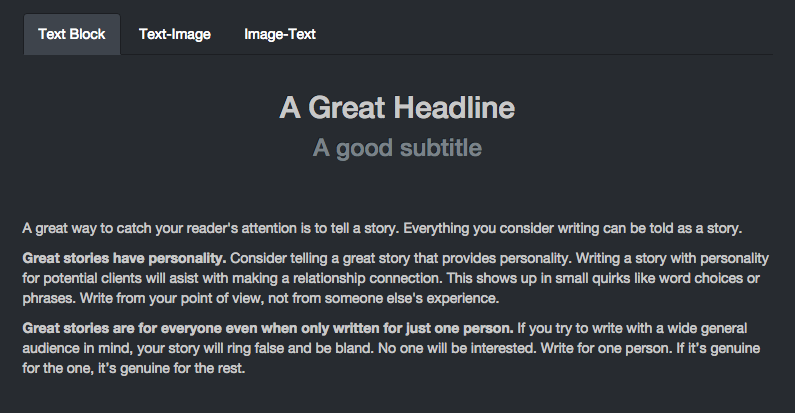 Text Block Text-Image Image-Text
A Great Headline
A good subtitle
A great way to catch your reader's attention is to tell a story. Everything you consider writing can be told as a story.
Great stories have personality. Consider telling a great story that provides personality. Writing a story with personality
for potential clients will asist with making a relationship connection. This shows up in small quirks like word choices or
phrases. Write from your point of view, not from someone else's experience.
Great stories are for everyone even when only written for just one person. If you try to write with a wide general
audience in mind, your story will ring false and be bland. No one will be interested. Write for one person. If it’s genuine
for the one, it’s genuine for the rest.